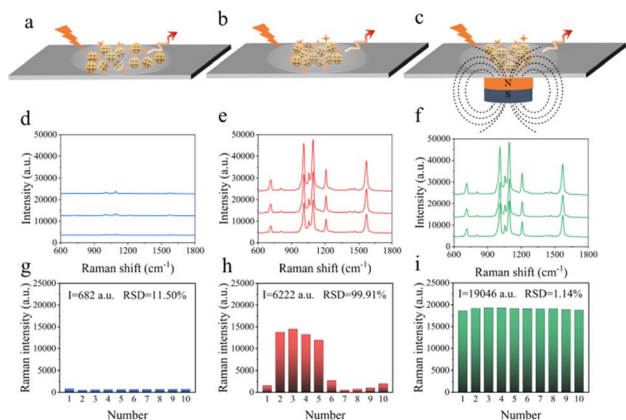 a
b
c
N
S
d
e
f
50000
40000
30000
20000
10000
0
600
900
1200
1500
1800
Intensity (a.u.)
Raman shift (cm⁻¹)
50000
40000
30000
20000
10000
0
600
900
1200
1500
1800
Intensity (a.u.)
Raman shift (cm⁻¹)
50000
40000
30000
20000
10000
0
600
900
1200
1500
1800
Intensity (a.u.)
Raman shift (cm⁻¹)
g
h
i
I=682 a.u. RSD=11.50%
25000
20000
15000
10000
5000
0
1 2 3 4 5 6 7 8 9 10
Raman intensity (a.u.)
Number
I=6222 a.u. RSD=99.91%
25000
20000
15000
10000
5000
0
1 2 3 4 5 6 7 8 9 10
Raman intensity (a.u.)
Number
I=19046 a.u. RSD=1.14%
25000
20000
15000
10000
5000
0
1 2 3 4 5 6 7 8 9 10
Raman intensity (a.u.)
Number